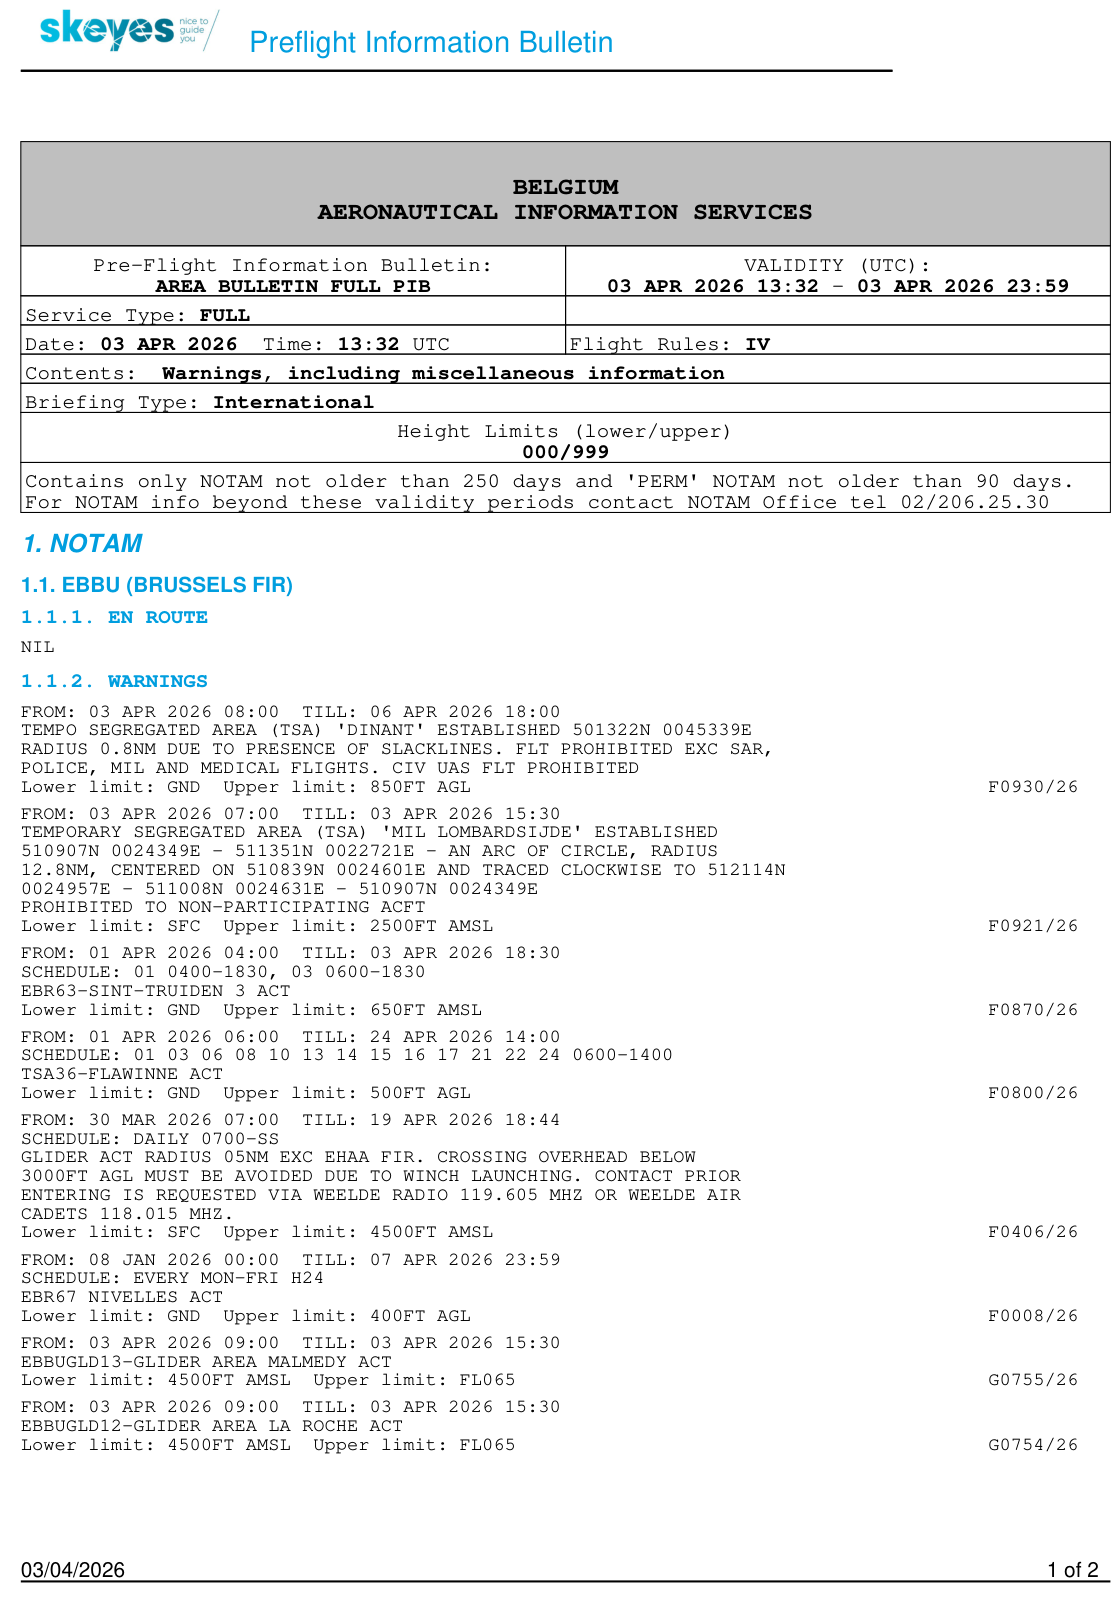 skeyes nice to guide you
Preflight Information Bulletin
BELGIUM
AERONAUTICAL INFORMATION SERVICES
Pre-Flight Information Bulletin:
AREA BULLETIN FULL PIB
VALIDITY (UTC):
03 APR 2026 13:32 - 03 APR 2026 23:59
Service Type: FULL
Date: 03 APR 2026 Time: 13:32 UTC
Flight Rules: IV
Contents: Warnings, including miscellaneous information
Briefing Type: International
Height Limits (lower/upper)
000/999
Contains only NOTAM not older than 250 days and 'PERM' NOTAM not older than 90 days.
For NOTAM info beyond these validity periods contact NOTAM Office tel 02/206.25.30
1. NOTAM
1.1. EBBU (BRUSSELS FIR)
1.1.1. EN ROUTE
NIL
1.1.2. WARNINGS
FROM: 03 APR 2026 08:00 TILL: 06 APR 2026 18:00
TEMPO SEGREGATED AREA (TSA) 'DINANT' ESTABLISHED 501322N 0045339E
RADIUS 0.8NM DUE TO PRESENCE OF SLACKLINES. FLT PROHIBITED EXC SAR,
POLICE, MIL AND MEDICAL FLIGHTS. CIV UAS FLT PROHIBITED
Lower limit: GND Upper limit: 850FT AGL F0930/26
FROM: 03 APR 2026 07:00 TILL: 03 APR 2026 15:30
TEMPORARY SEGREGATED AREA (TSA) 'MIL LOMBARDSIJDE' ESTABLISHED
510907N 0024349E - 511351N 0022721E - AN ARC OF CIRCLE, RADIUS
12.8NM, CENTERED ON 510839N 0024601E AND TRACED CLOCKWISE TO 512114N
0024957E - 511008N 0024631E - 510907N 0024349E
PROHIBITED TO NON-PARTICIPATING ACFT
Lower limit: SFC Upper limit: 2500FT AMSL F0921/26
FROM: 01 APR 2026 04:00 TILL: 03 APR 2026 18:30
SCHEDULE: 01 0400-1830, 03 0600-1830
EBR63-SINT-TRUIDEN 3 ACT
Lower limit: GND Upper limit: 650FT AMSL F0870/26
FROM: 01 APR 2026 06:00 TILL: 24 APR 2026 14:00
SCHEDULE: 01 03 06 08 10 13 14 15 16 17 21 22 24 0600-1400
TSA36-FLAWINNE ACT
Lower limit: GND Upper limit: 500FT AGL F0800/26
FROM: 30 MAR 2026 07:00 TILL: 19 APR 2026 18:44
SCHEDULE: DAILY 0700-SS
GLIDER ACT RADIUS 05NM EXC EHAA FIR. CROSSING OVERHEAD BELOW
3000FT AGL MUST BE AVOIDED DUE TO WINCH LAUNCHING. CONTACT PRIOR
ENTERING IS REQUESTED VIA WEELDE RADIO 119.605 MHZ OR WEELDE AIR
CADETS 118.015 MHZ.
Lower limit: SFC Upper limit: 4500FT AMSL F0406/26
FROM: 08 JAN 2026 00:00 TILL: 07 APR 2026 23:59
SCHEDULE: EVERY MON-FRI H24
EBR67 NIVELLES ACT
Lower limit: GND Upper limit: 400FT AGL F0008/26
FROM: 03 APR 2026 09:00 TILL: 03 APR 2026 15:30
EBBUGLD13-GLIDER AREA MALMEDY ACT
Lower limit: 4500FT AMSL Upper limit: FL065 G0755/26
FROM: 03 APR 2026 09:00 TILL: 03 APR 2026 15:30
EBBUGLD12-GLIDER AREA LA ROCHE ACT
Lower limit: 4500FT AMSL Upper limit: FL065 G0754/26
03/04/2026 1 of 2